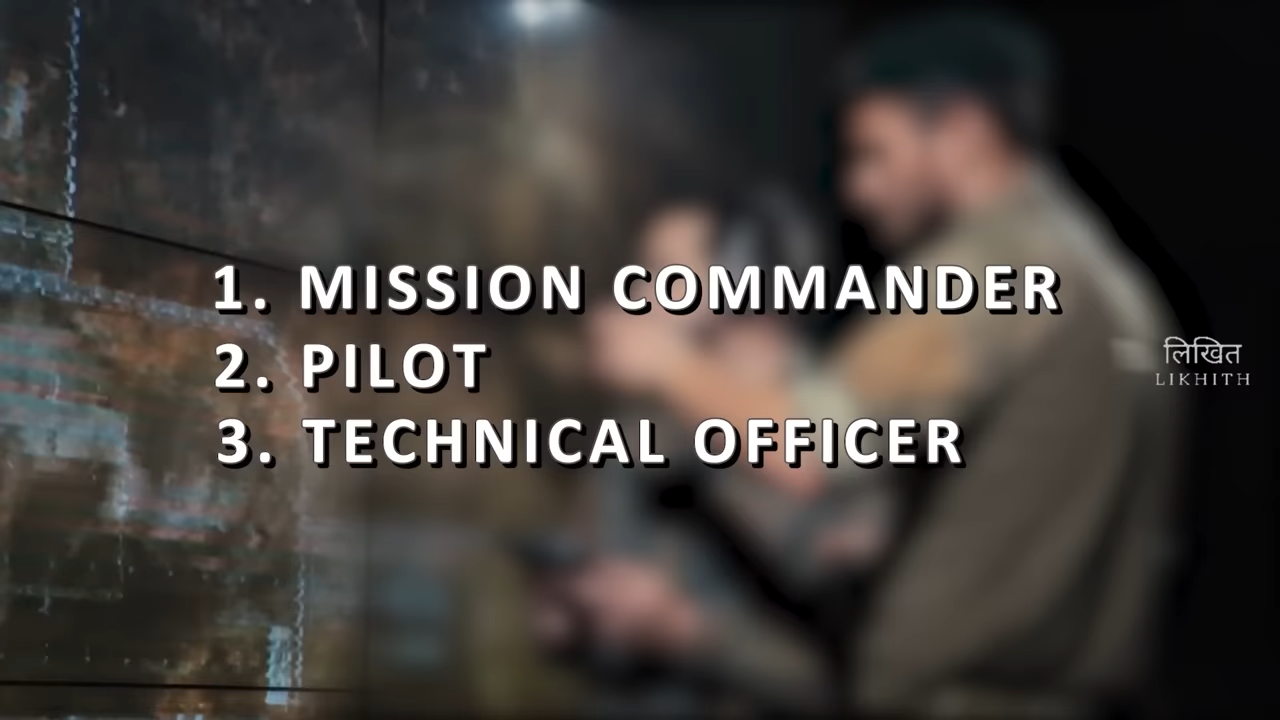 1. MISSION COMMANDER
2. PILOT
3. TECHNICAL OFFICER
लिखित
LIKHITH